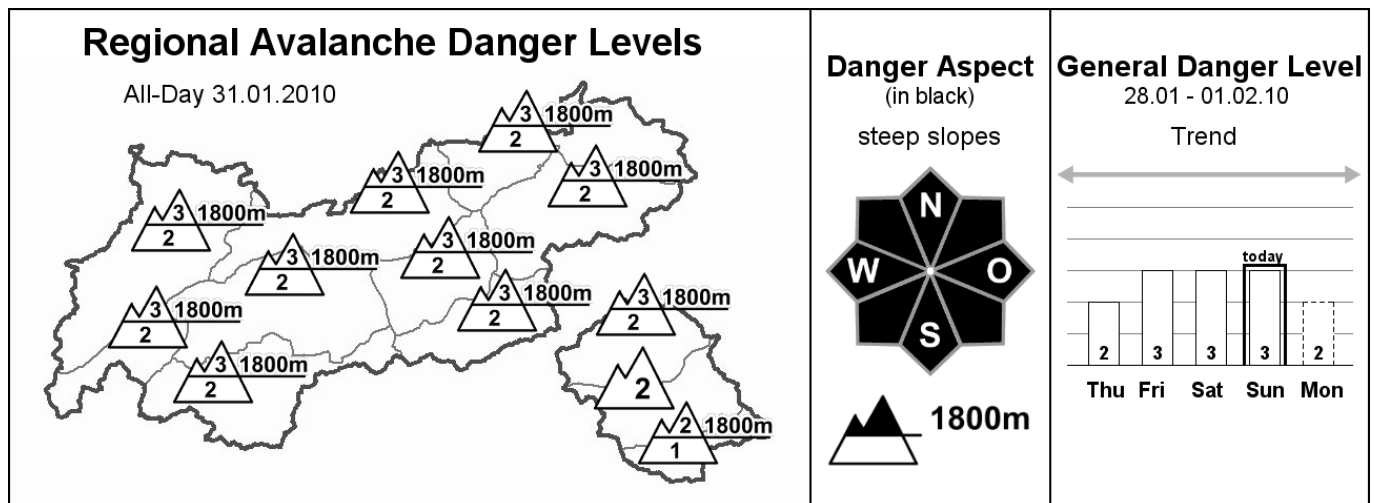 Regional Avalanche Danger Levels
All-Day 31.01.2010
3 1800m
2
3 1800m
2
3 1800m
2
3 1800m
2
3 1800m
2
3 1800m
2
3 1800m
2
3 1800m
2
3 1800m
2
3 1800m
2
2
2 1800m
1
Danger Aspect
(in black)
steep slopes
N
W O
S
1800m
General Danger Level
28.01 - 01.02.10
Trend
today
2 3 3 3 2
Thu Fri Sat Sun Mon